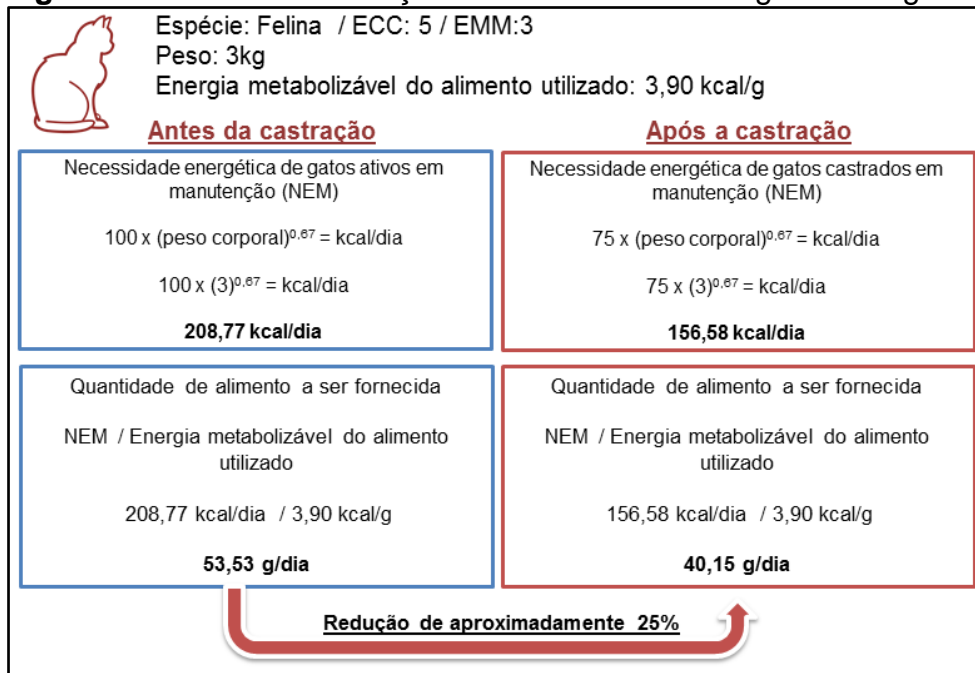 Espécie: Felina / ECC: 5 / EMM:3
Peso: 3kg
Energia metabolizável do alimento utilizado: 3,90 kcal/g
Antes da castração
Necessidade energética de gatos ativos em
manutenção (NEM)
100 x (peso corporal)⁰,⁶⁷ = kcal/dia
100 x (3)⁰,⁶⁷ = kcal/dia
208,77 kcal/dia
Quantidade de alimento a ser fornecida
NEM / Energia metabolizável do alimento
utilizado
208,77 kcal/dia / 3,90 kcal/g
53,53 g/dia
Após a castração
Necessidade energética de gatos castrados em
manutenção (NEM)
75 x (peso corporal)⁰,⁶⁷ = kcal/dia
75 x (3)⁰,⁶⁷ = kcal/dia
156,58 kcal/dia
Quantidade de alimento a ser fornecida
NEM / Energia metabolizável do alimento
utilizado
156,58 kcal/dia / 3,90 kcal/g
40,15 g/dia
Redução de aproximadamente 25%